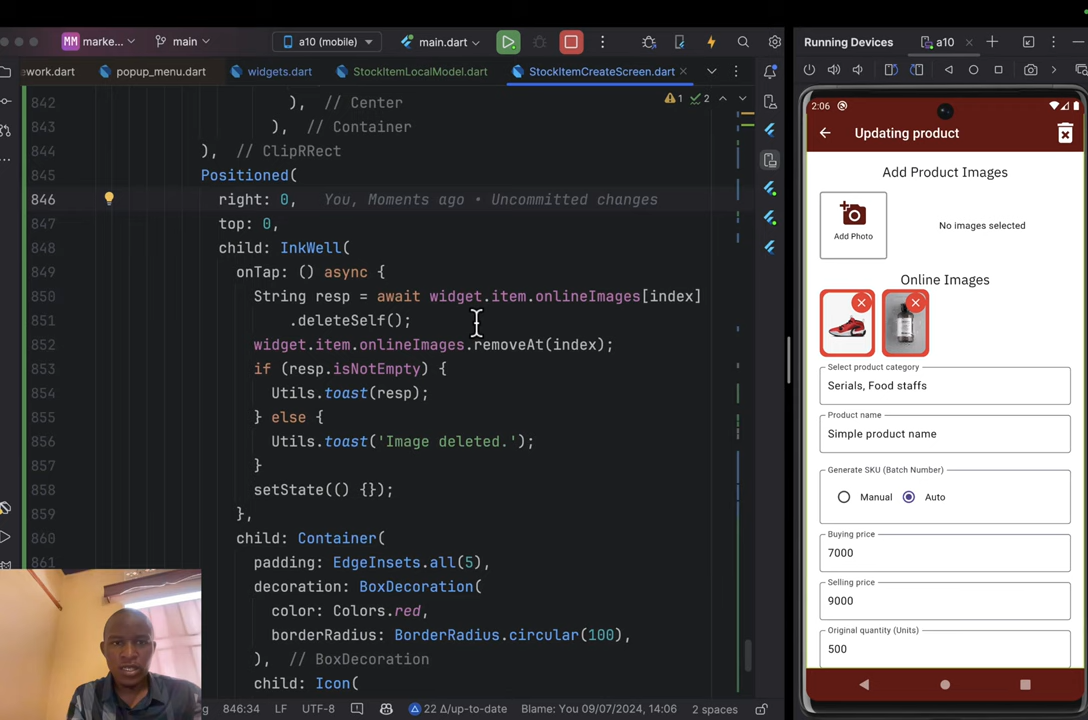 MM marke...
main
a10 (mobile)
main.dart
Running Devices
a10
ework.dart
popup_menu.dart
widgets.dart
StockItemLocalModel.dart
StockItemCreateScreen.dart
1
2
842 ), // Center
843 ), // Container
844 ), // ClipRRect
845 Positioned(
846 right: 0, You, Moments ago • Uncommitted changes
847 top: 0,
848 child: InkWell(
849 onTap: () async {
850 String resp = await widget.item.onlineImages[index]
851 .deleteSelf();
852 widget.item.onlineImages.removeAt(index);
853 if (resp.isNotEmpty) {
854 Utils.toast(resp);
855 } else {
856 Utils.toast('Image deleted.');
857 }
858 setState(() {});
859 },
860 child: Container(
861 padding: EdgeInsets.all(5),
decoration: BoxDecoration(
color: Colors.red,
borderRadius: BorderRadius.circular(100),
), // BoxDecoration
child: Icon(
846:34
LF
UTF-8
22 Δ/up-to-date
Blame: You 09/07/2024, 14:06
2 spaces
2:06
Updating product
Add Product Images
Add Photo
No images selected
Online Images
Select product category
Serials, Food staffs
Product name
Simple product name
Generate SKU (Batch Number)
Manual
Auto
Buying price
7000
Selling price
9000
Original quantity (Units)
500